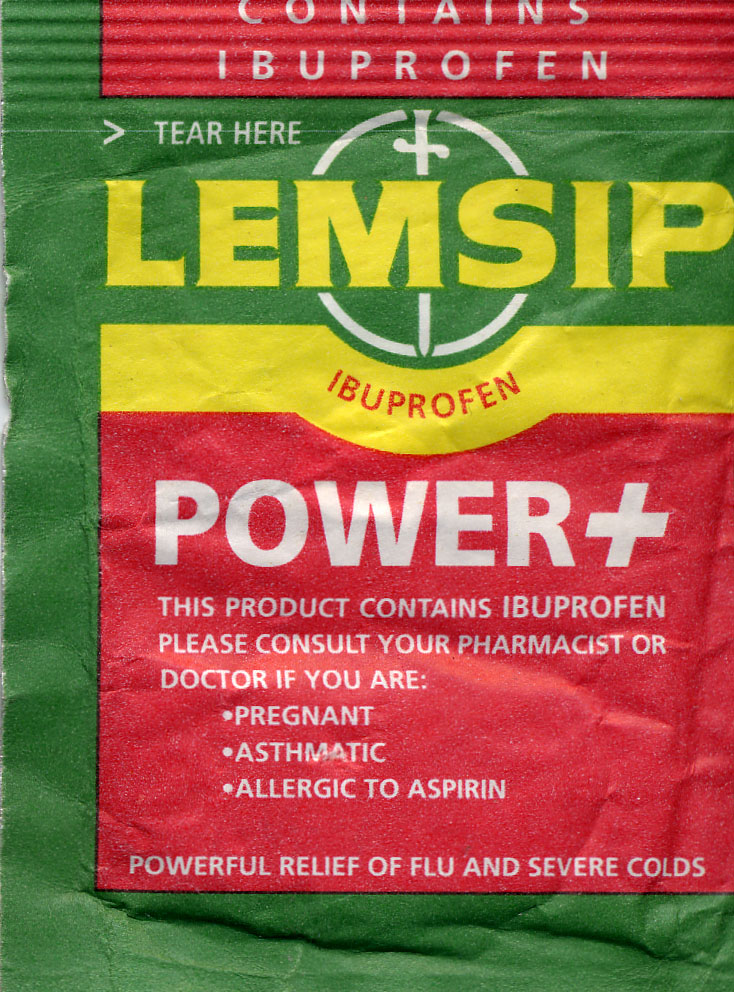 CONTAINS
IBUPROFEN
> TEAR HERE
LEMSIP
IBUPROFEN
POWER+
THIS PRODUCT CONTAINS IBUPROFEN
PLEASE CONSULT YOUR PHARMACIST OR
DOCTOR IF YOU ARE:
•PREGNANT
•ASTHMATIC
•ALLERGIC TO ASPIRIN
POWERFUL RELIEF OF FLU AND SEVERE COLDS